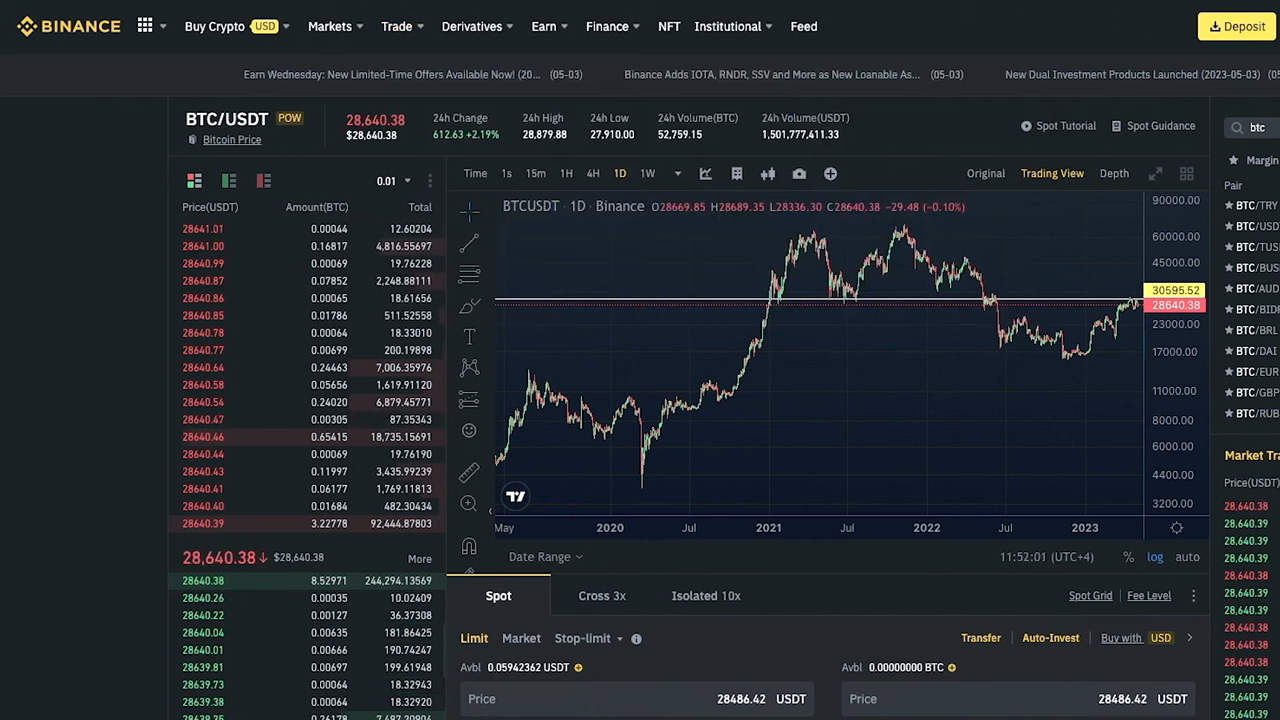 BINANCE
Buy Crypto USD Markets Trade Derivatives Earn Finance NFT Institutional Feed Deposit
Earn Wednesday: New Limited-Time Offers Available Now! (20... (05-03) Binance Adds IOTA, RNDR, SSV and More as New Loanable As... (05-03) New Dual Investment Products Launched (2023-05-03)
BTC/USDT POW
Bitcoin Price
28,640.38
$28,640.38
24h Change
612.63 +2.19%
24h High
28,879.88
24h Low
27,910.00
24h Volume(BTC)
52,759.15
24h Volume(USDT)
1,501,777,411.33
Spot Tutorial Spot Guidance
btc
0.01
Price(USDT) Amount(BTC) Total
28641.01 0.00044 12.60204
28641.00 0.16817 4,816.55697
28640.99 0.00069 19.76228
28640.87 0.07852 2,248.88111
28640.86 0.00065 18.61656
28640.85 0.01786 511.52558
28640.78 0.00064 18.33010
28640.77 0.00699 200.19898
28640.64 0.24463 7,006.35976
28640.58 0.05656 1,619.91120
28640.54 0.24020 6,879.45771
28640.47 0.00305 87.35343
28640.46 0.65415 18,735.15691
28640.44 0.00069 19.76190
28640.43 0.11997 3,435.99239
28640.41 0.06177 1,769.11813
28640.40 0.01684 482.30434
28640.39 3.22778 92,444.87803
28,640.38↓ $28,640.38 More
28640.38 8.52971 244,294.13569
28640.26 0.00035 10.02409
28640.22 0.00127 36.37308
28640.04 0.00635 181.86425
28640.01 0.00666 190.74247
28639.81 0.00697 199.61948
28639.73 0.00064 18.32943
28639.38 0.00064 18.32920
Time 1s 15m 1H 4H 1D 1W Original Trading View Depth
BTCUSDT · 1D · Binance O28669.85 H28689.35 L28336.30 C28640.38 −29.48 (−0.10%)
90000.00
60000.00
45000.00
30595.52
28640.38
23000.00
17000.00
11000.00
8000.00
6000.00
4400.00
3200.00
May 2020 Jul 2021 Jul 2022 Jul 2023
Date Range 11:52:01 (UTC+4) % log auto
Spot Cross 3x Isolated 10x Spot Grid Fee Level
Limit Market Stop-limit Transfer Auto-Invest Buy with USD
Avbl 0.05942362 USDT Avbl 0.00000000 BTC
Price 28486.42 USDT Price 28486.42 USDT
Margin
Pair
BTC/TRY
BTC/USD
BTC/TUS
BTC/BUS
BTC/AUD
BTC/BID
BTC/BRL
BTC/DAI
BTC/EUR
BTC/GBP
BTC/RUB
Market Tra
Price(USDT)
28,640.38
28,640.39
28,640.39
28,640.39
28,640.38
28,640.39
28,640.39
28,640.38
28,640.38
28,640.38
28,640.39
28,640.39
28,640.39